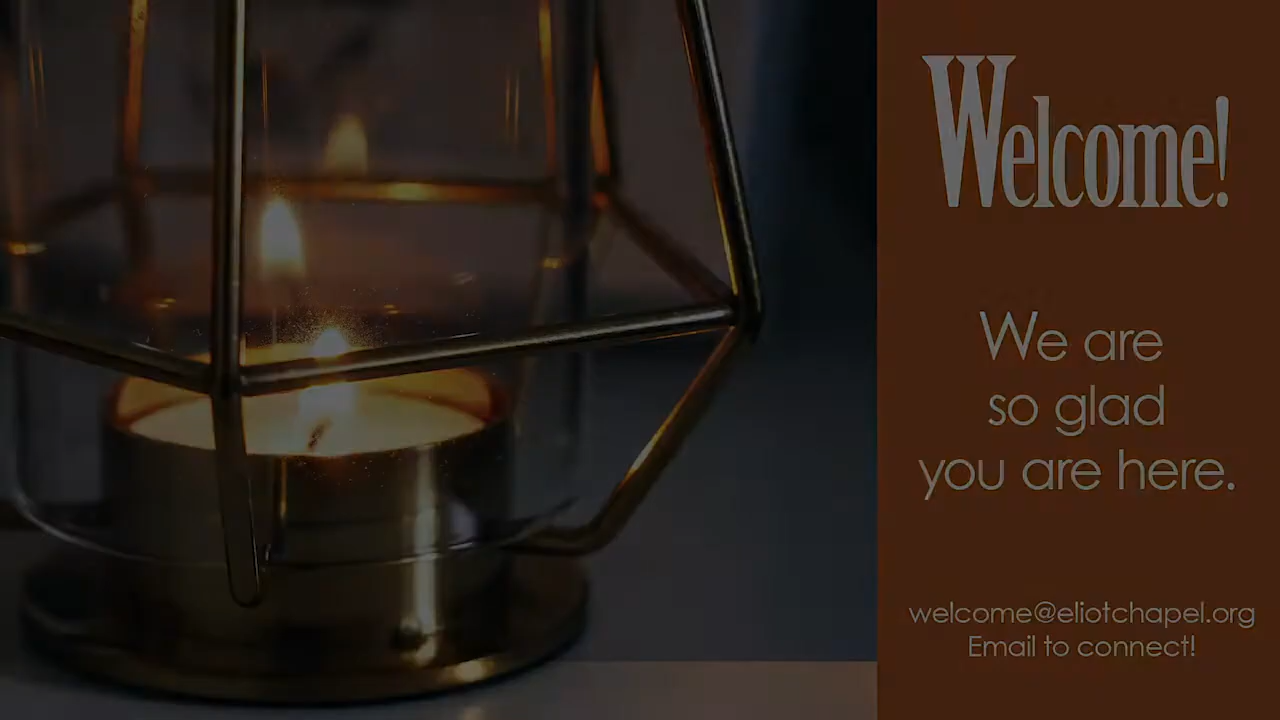 Welcome!
We are
so glad
you are here.
welcome@eliotchapel.org
Email to connect!